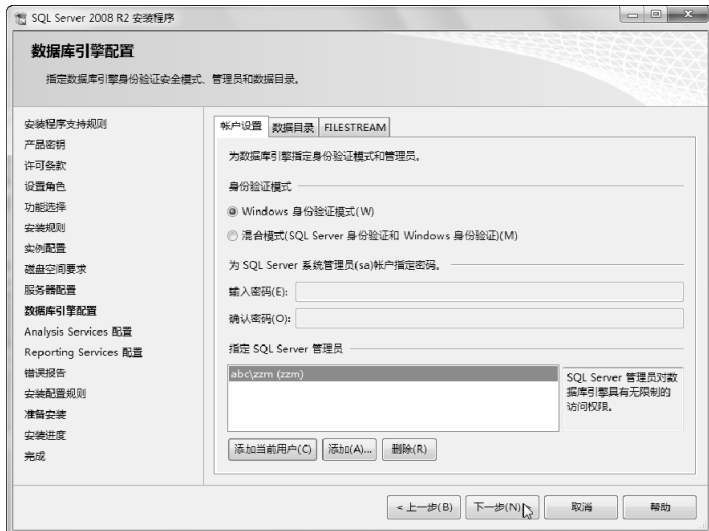 SQL Server 2008 R2 安装程序
数据库引擎配置
指定数据库引擎身份验证安全模式、管理员和数据目录。
安装程序支持规则
产品密钥
许可条款
设置角色
功能选择
安装规则
实例配置
磁盘空间要求
服务器配置
数据库引擎配置
Analysis Services 配置
Reporting Services 配置
错误报告
安装配置规则
准备安装
安装进度
完成
帐户设置 数据目录 FILESTREAM
为数据库引擎指定身份验证模式和管理员。
身份验证模式
Windows 身份验证模式(W)
混合模式(SQL Server 身份验证和 Windows 身份验证)(M)
为 SQL Server 系统管理员(sa)帐户指定密码。
输入密码(E):
确认密码(O):
指定 SQL Server 管理员
abc\zzm (zzm)
SQL Server 管理员对数
据库引擎具有无限制的
访问权限。
添加当前用户(C) 添加(A)... 删除(R)
< 上一步(B) 下一步(N) 取消 帮助